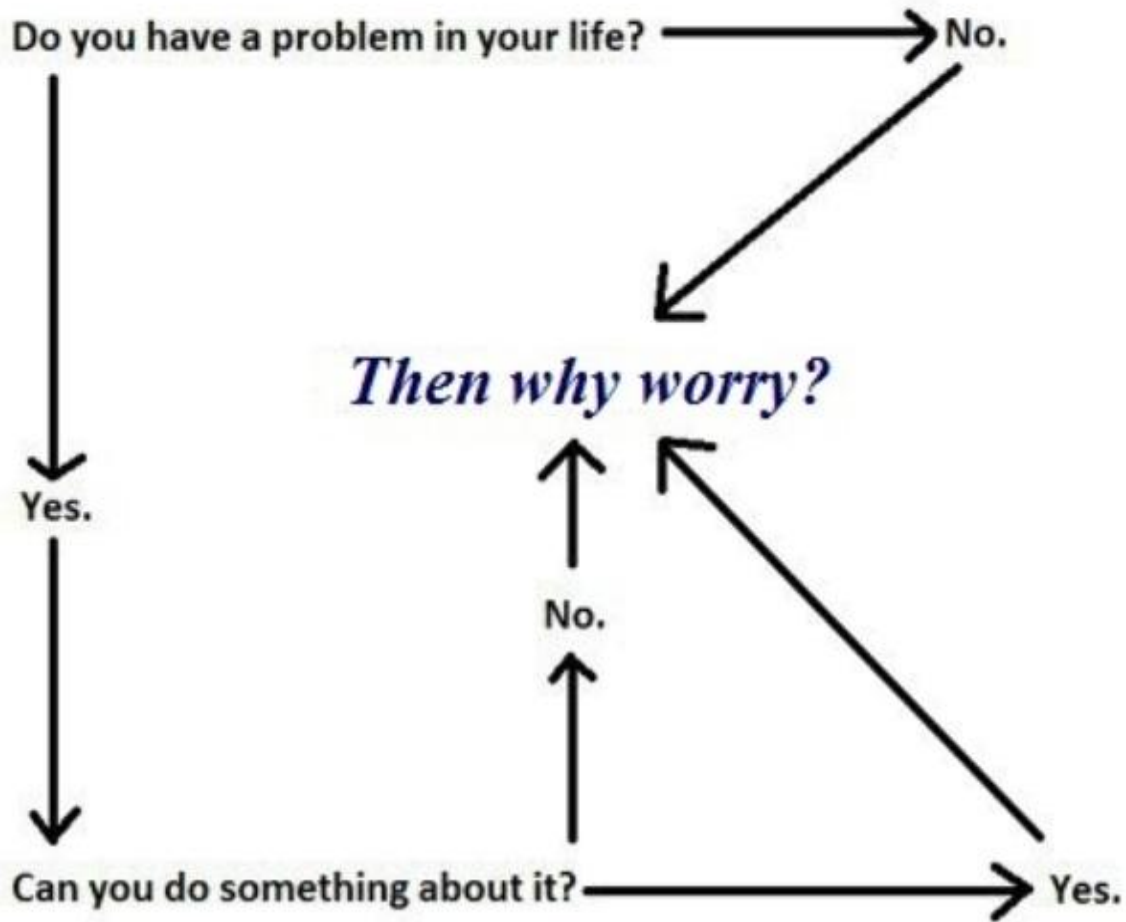 Do you have a problem in your life?
No.
Then why worry?
Yes.
No.
Can you do something about it?
Yes.